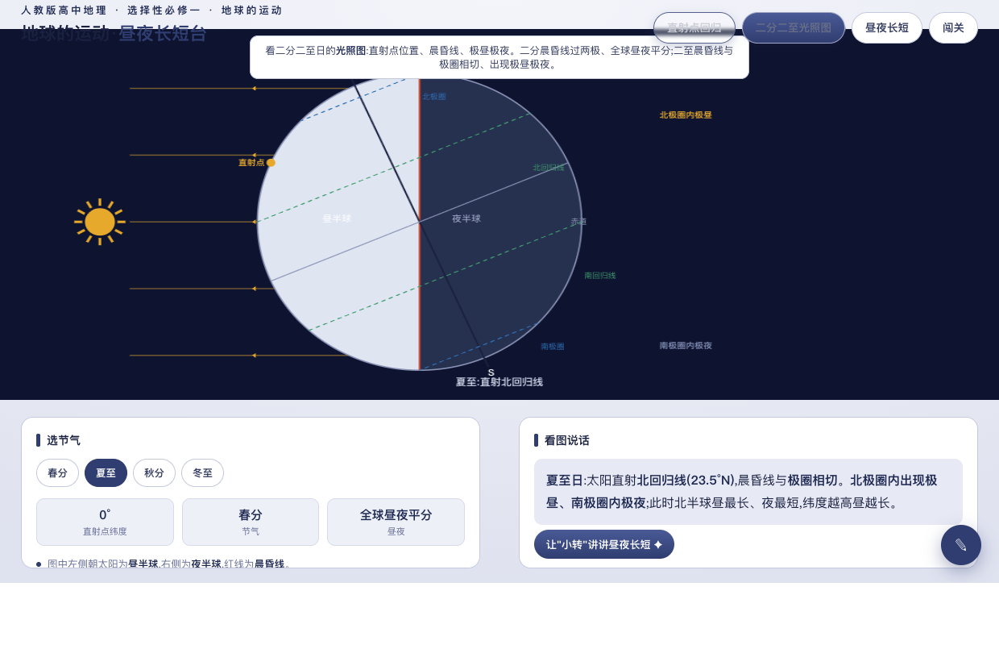 人教版高中地理 · 选择性必修一 · 地球的运动
地球的运动·昼夜长短台
直射点回归
二分二至光照图
昼夜长短
闯关
看二分二至日的光照图:直射点位置、晨昏线、极昼极夜。二分晨昏线过两极、全球昼夜平分;二至晨昏线与
极圈相切、出现极昼极夜。
北极圈
北极圈内极昼
直射点
北回归线
昼半球
夜半球
赤道
南回归线
南极圈
南极圈内极夜
S
夏至:直射北回归线
选节气
春分
夏至
秋分
冬至
0°
直射点纬度
春分
节气
全球昼夜平分
昼夜
图中左侧朝太阳为昼半球,右侧为夜半球,红线为晨昏线。
看图说话
夏至日:太阳直射北回归线(23.5°N),晨昏线与极圈相切。北极圈内出现极
昼、南极圈内极夜;此时北半球昼最长、夜最短,纬度越高昼越长。
让"小转"讲讲昼夜长短 ✦
✎